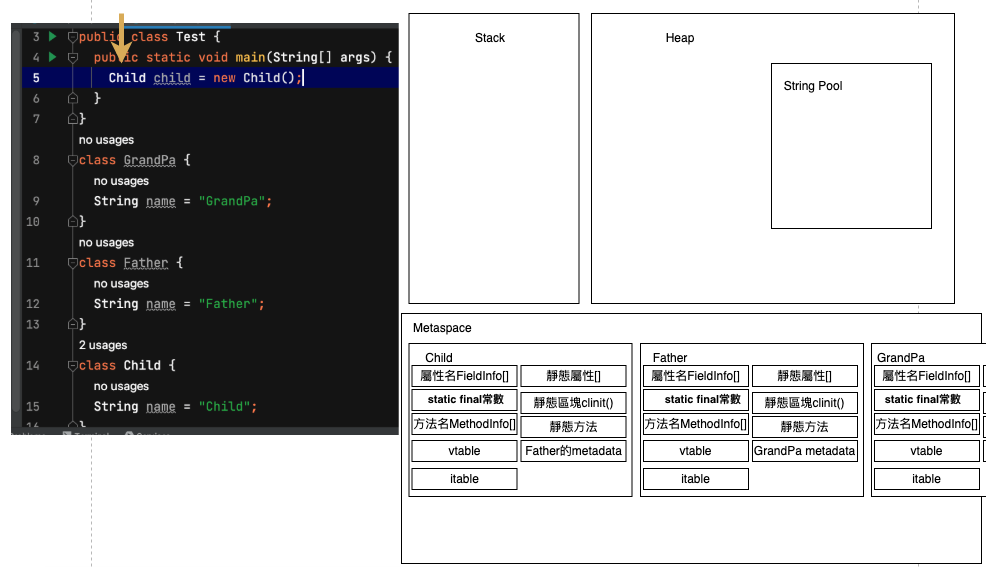 3 public class Test {
4 public static void main(String[] args) {
5 Child child = new Child();
6 }
7 }
no usages
8 class GrandPa {
no usages
9 String name = "GrandPa";
10 }
no usages
11 class Father {
no usages
12 String name = "Father";
13 }
2 usages
14 class Child {
no usages
15 String name = "Child";
16 }
Stack
Heap
String Pool
Metaspace
Child
屬性名FieldInfo[]
靜態屬性[]
static final常數
靜態區塊clinit()
方法名MethodInfo[]
靜態方法
vtable
Father的metadata
itable
Father
屬性名FieldInfo[]
靜態屬性[]
static final常數
靜態區塊clinit()
方法名MethodInfo[]
靜態方法
vtable
GrandPa metadata
itable
GrandPa
屬性名FieldInfo[]
static final常數
方法名MethodInfo[]
vtable
itable